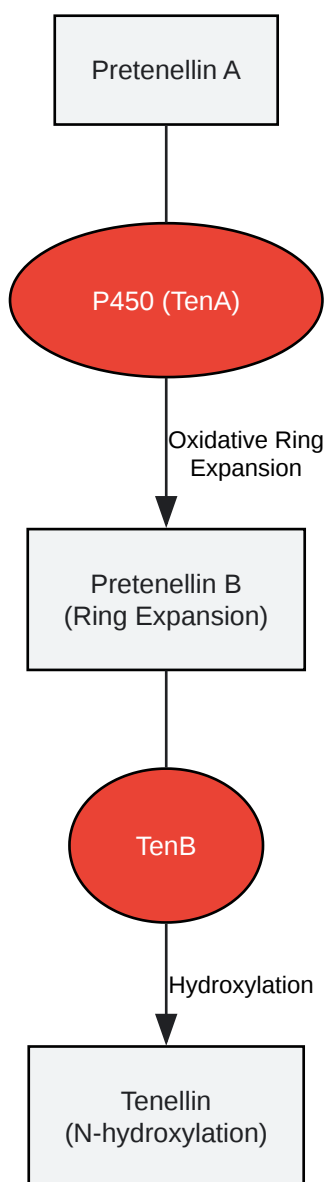 Pretenellin A
P450 (TenA)
Oxidative Ring
Expansion
Pretenellin B
(Ring Expansion)
TenB
Hydroxylation
Tenellin
(N-hydroxylation)